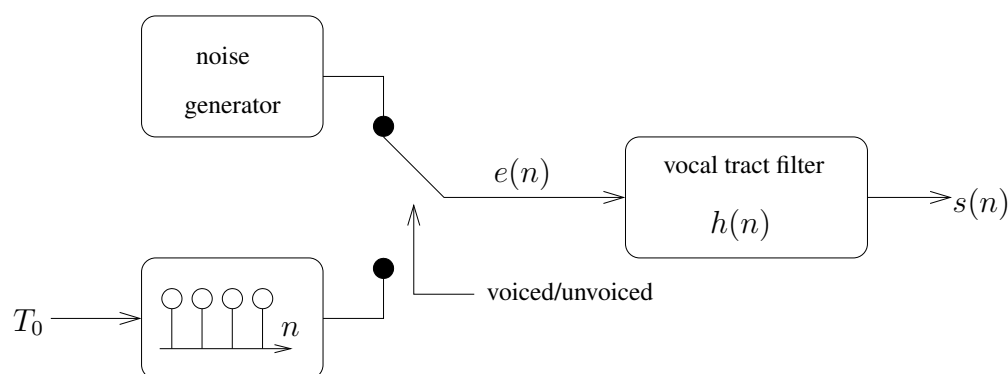 noise
generator
e(n)
vocal tract filter
h(n)
s(n)
voiced/unvoiced
T₀
n